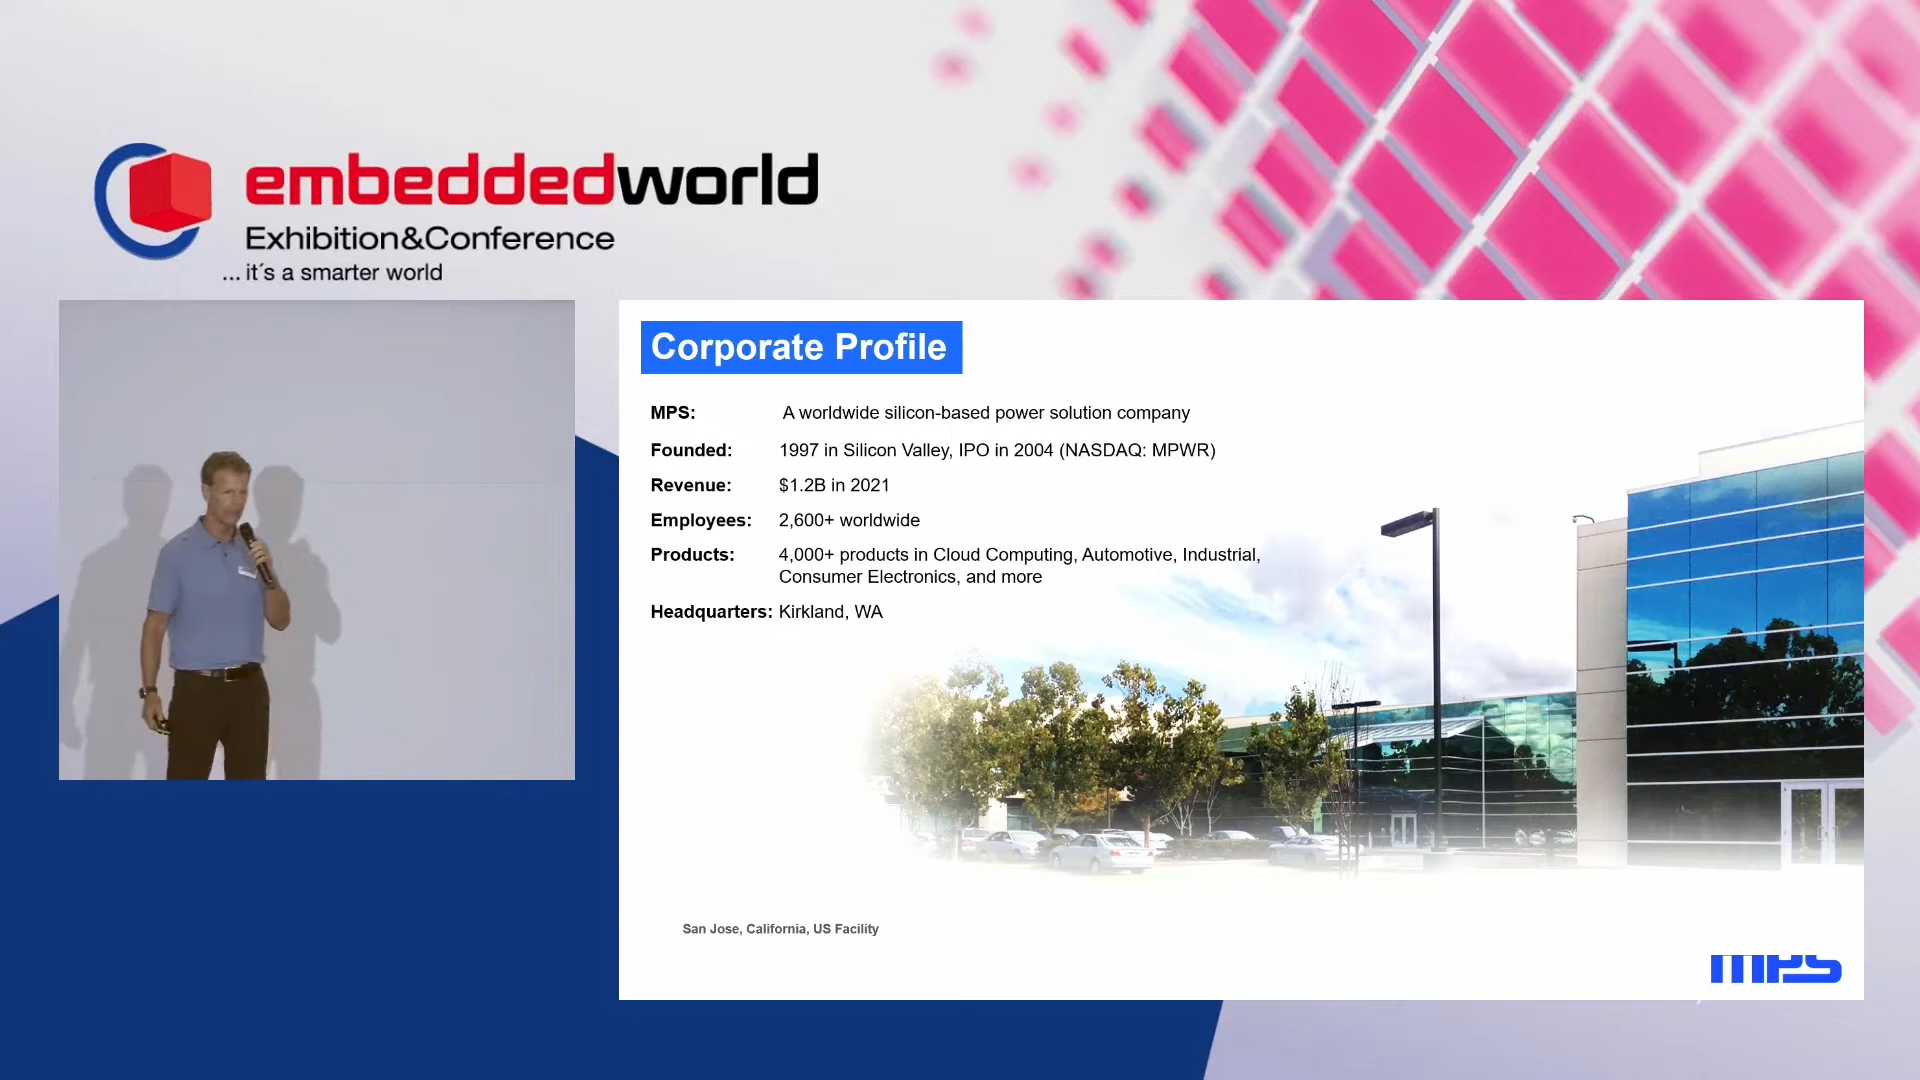 embeddedworld
Exhibition&Conference
... it´s a smarter world
Corporate Profile
MPS: A worldwide silicon-based power solution company
Founded: 1997 in Silicon Valley, IPO in 2004 (NASDAQ: MPWR)
Revenue: $1.2B in 2021
Employees: 2,600+ worldwide
Products: 4,000+ products in Cloud Computing, Automotive, Industrial,
Consumer Electronics, and more
Headquarters: Kirkland, WA
San Jose, California, US Facility
MPS